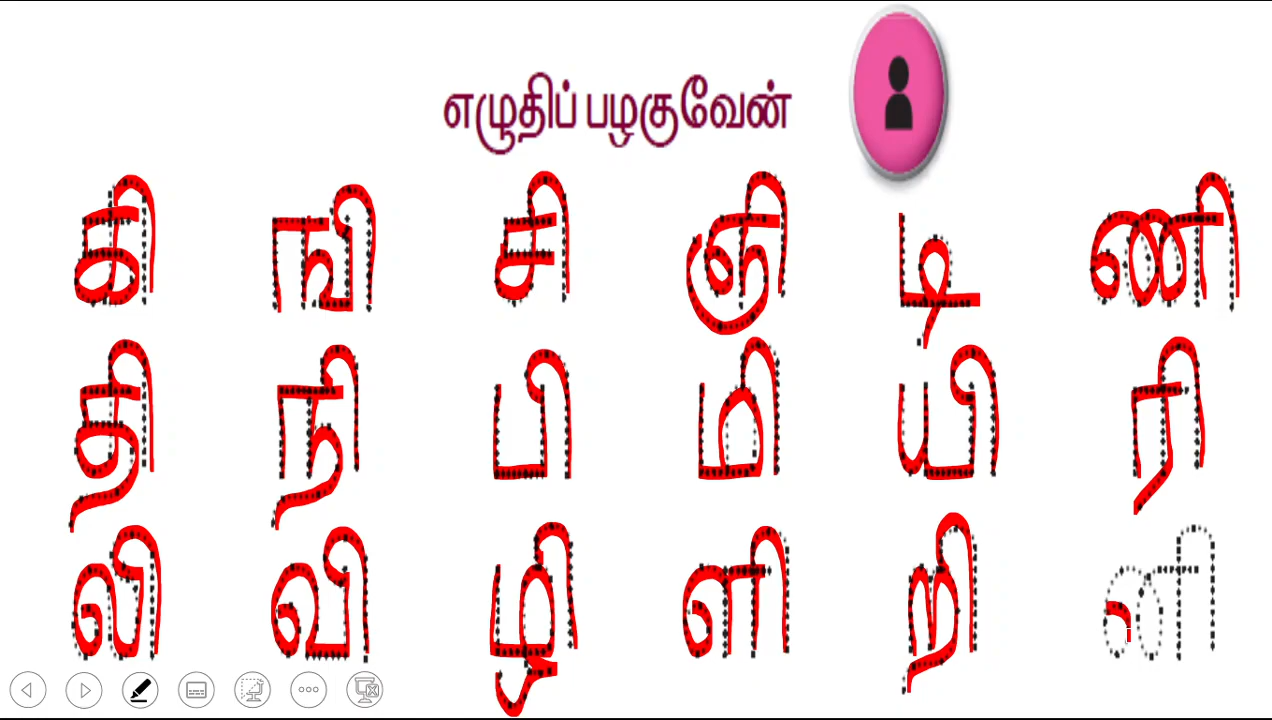 எழுதிப் பழகுவேன்
கி ஙி சி ஞி டி ணி
தி நி பி மி யி ரி
லி வி ழி ளி றி னி